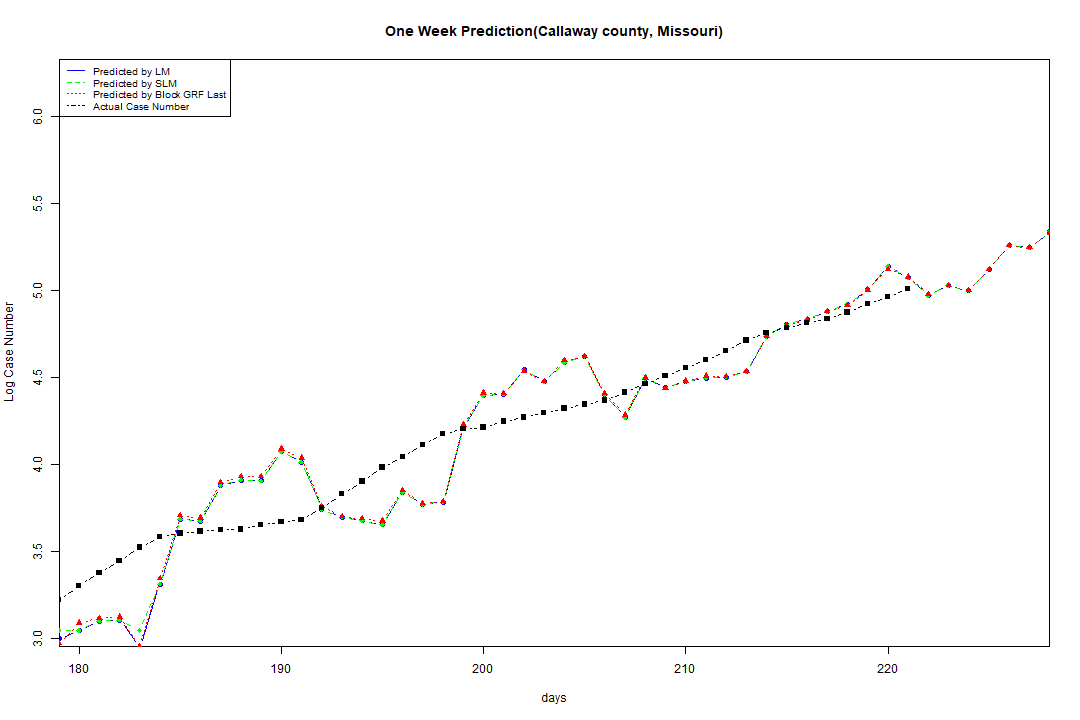 One Week Prediction(Callaway county, Missouri)
Predicted by LM
Predicted by SLM
Predicted by Block GRF Last
Actual Case Number
6.0
5.5
5.0
4.5
4.0
3.5
3.0
Log Case Number
180 190 200 210 220
days